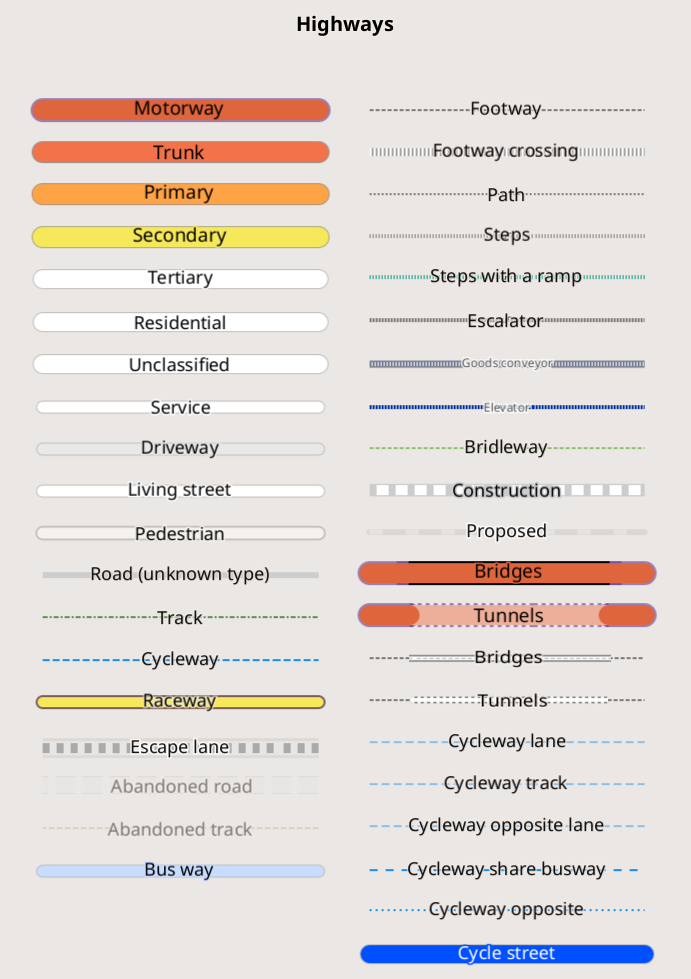 Highways
Motorway
Trunk
Primary
Secondary
Tertiary
Residential
Unclassified
Service
Driveway
Living street
Pedestrian
Road (unknown type)
Track
Cycleway
Raceway
Escape lane
Abandoned road
Abandoned track
Bus way
Footway
Footway crossing
Path
Steps
Steps with a ramp
Escalator
Goods conveyor
Elevator
Bridleway
Construction
Proposed
Bridges
Tunnels
Bridges
Tunnels
Cycleway lane
Cycleway track
Cycleway opposite lane
Cycleway share busway
Cycleway opposite
Cycle street